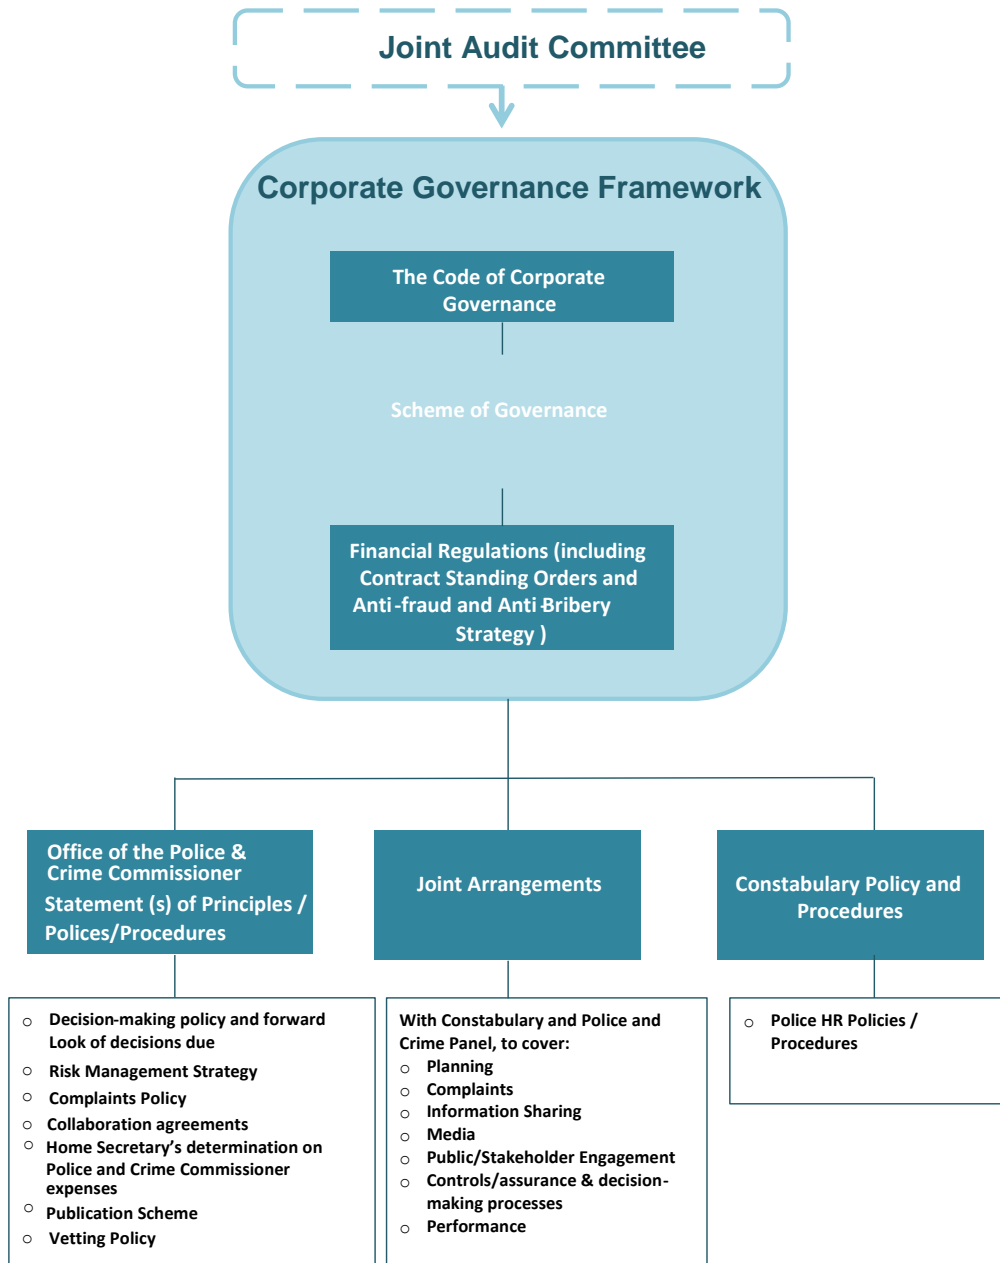 Joint Audit Committee
Corporate Governance Framework
The Code of Corporate
Governance
Scheme of Governance
Financial Regulations (including
Contract Standing Orders and
Anti-fraud and Anti-Bribery
Strategy )
Office of the Police &
Crime Commissioner
Statement (s) of Principles /
Polices/Procedures
○ Decision-making policy and forward
Look of decisions due
○ Risk Management Strategy
○ Complaints Policy
○ Collaboration agreements
○ Home Secretary's determination on
Police and Crime Commissioner
expenses
○ Publication Scheme
○ Vetting Policy
Joint Arrangements
With Constabulary and Police and
Crime Panel, to cover:
○ Planning
○ Complaints
○ Information Sharing
○ Media
○ Public/Stakeholder Engagement
○ Controls/assurance & decision-
making processes
○ Performance
Constabulary Policy and
Procedures
○ Police HR Policies /
Procedures